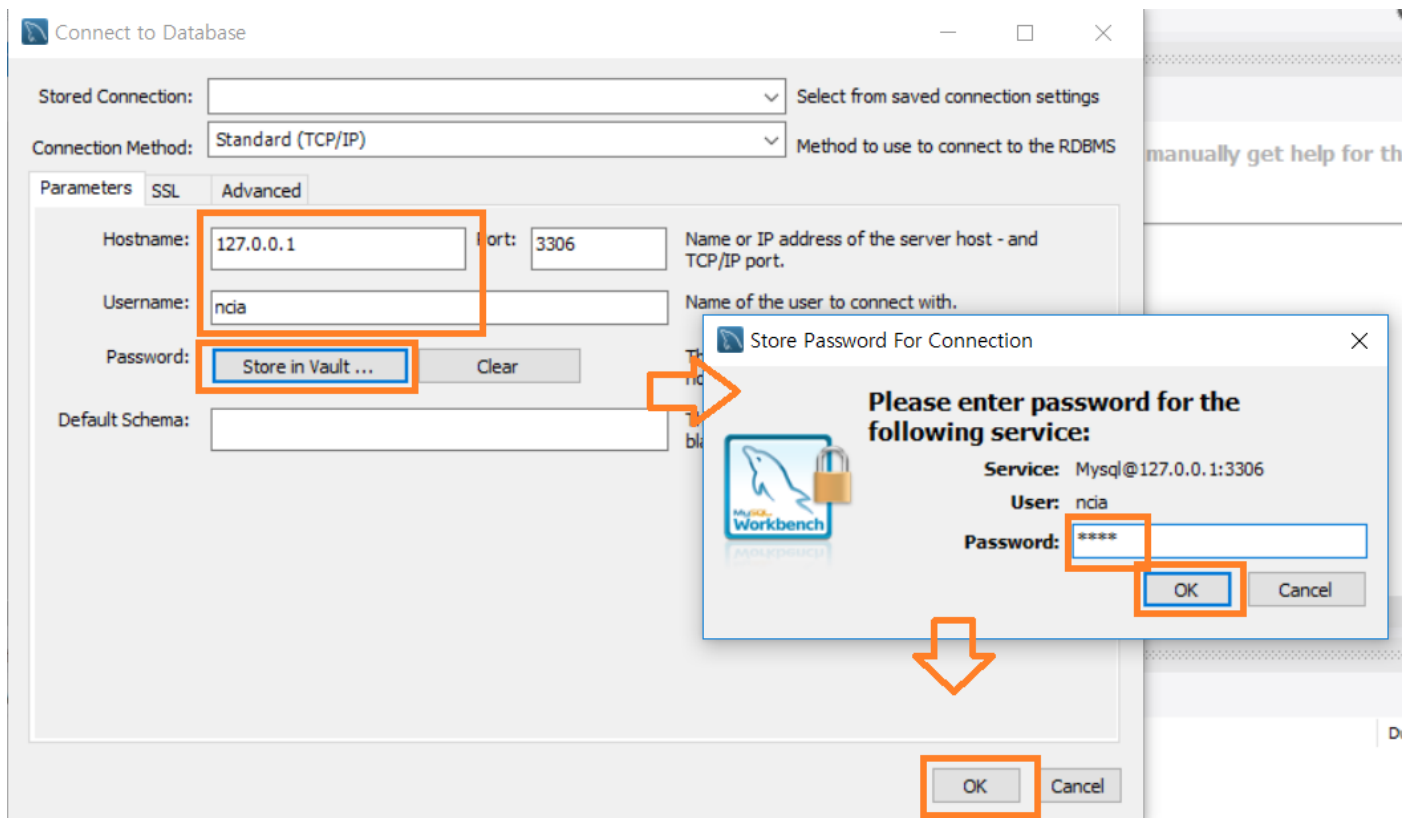 Connect to Database
Stored Connection:
Select from saved connection settings
Connection Method:
Standard (TCP/IP)
Method to use to connect to the RDBMS
manually get help for th
Parameters
SSL
Advanced
Hostname:
127.0.0.1
Port:
3306
Name or IP address of the server host - and
TCP/IP port.
Username:
ncia
Name of the user to connect with.
Password:
Store in Vault ...
Clear
Default Schema:
Store Password For Connection
Please enter password for the
following service:
Service:
Mysql@127.0.0.1:3306
User:
ncia
Password:
****
OK
Cancel
MySQL
Workbench
OK
Cancel